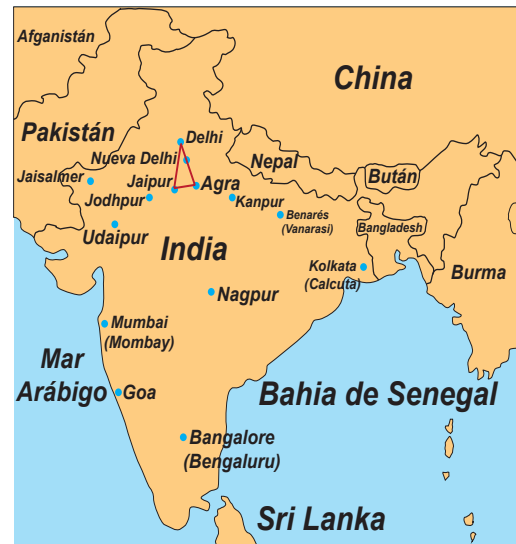 Afganistán
China
Pakistán
Delhi
Nueva Delhi
Nepal
Bután
Jaisalmer
Jaipur
Agra
Jodhpur
Kanpur
Benarés
(Vanarasi)
Udaipur
Bangladesh
India
Kolkata
(Calcuta)
Burma
Nagpur
Mumbai
(Mombay)
Mar
Arábigo
Goa
Bahia de Senegal
Bangalore
(Bengaluru)
Sri Lanka